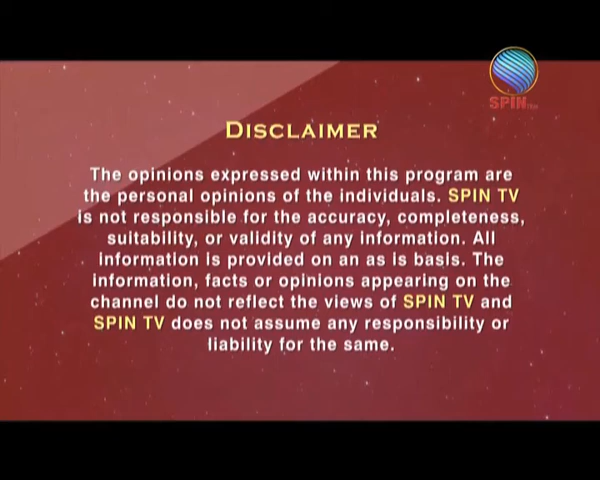 SPIN
DISCLAIMER
The opinions expressed within this program are
the personal opinions of the individuals. SPIN TV
is not responsible for the accuracy, completeness,
suitability, or validity of any information. All
information is provided on an as is basis. The
information, facts or opinions appearing on the
channel do not reflect the views of SPIN TV and
SPIN TV does not assume any responsibility or
liability for the same.